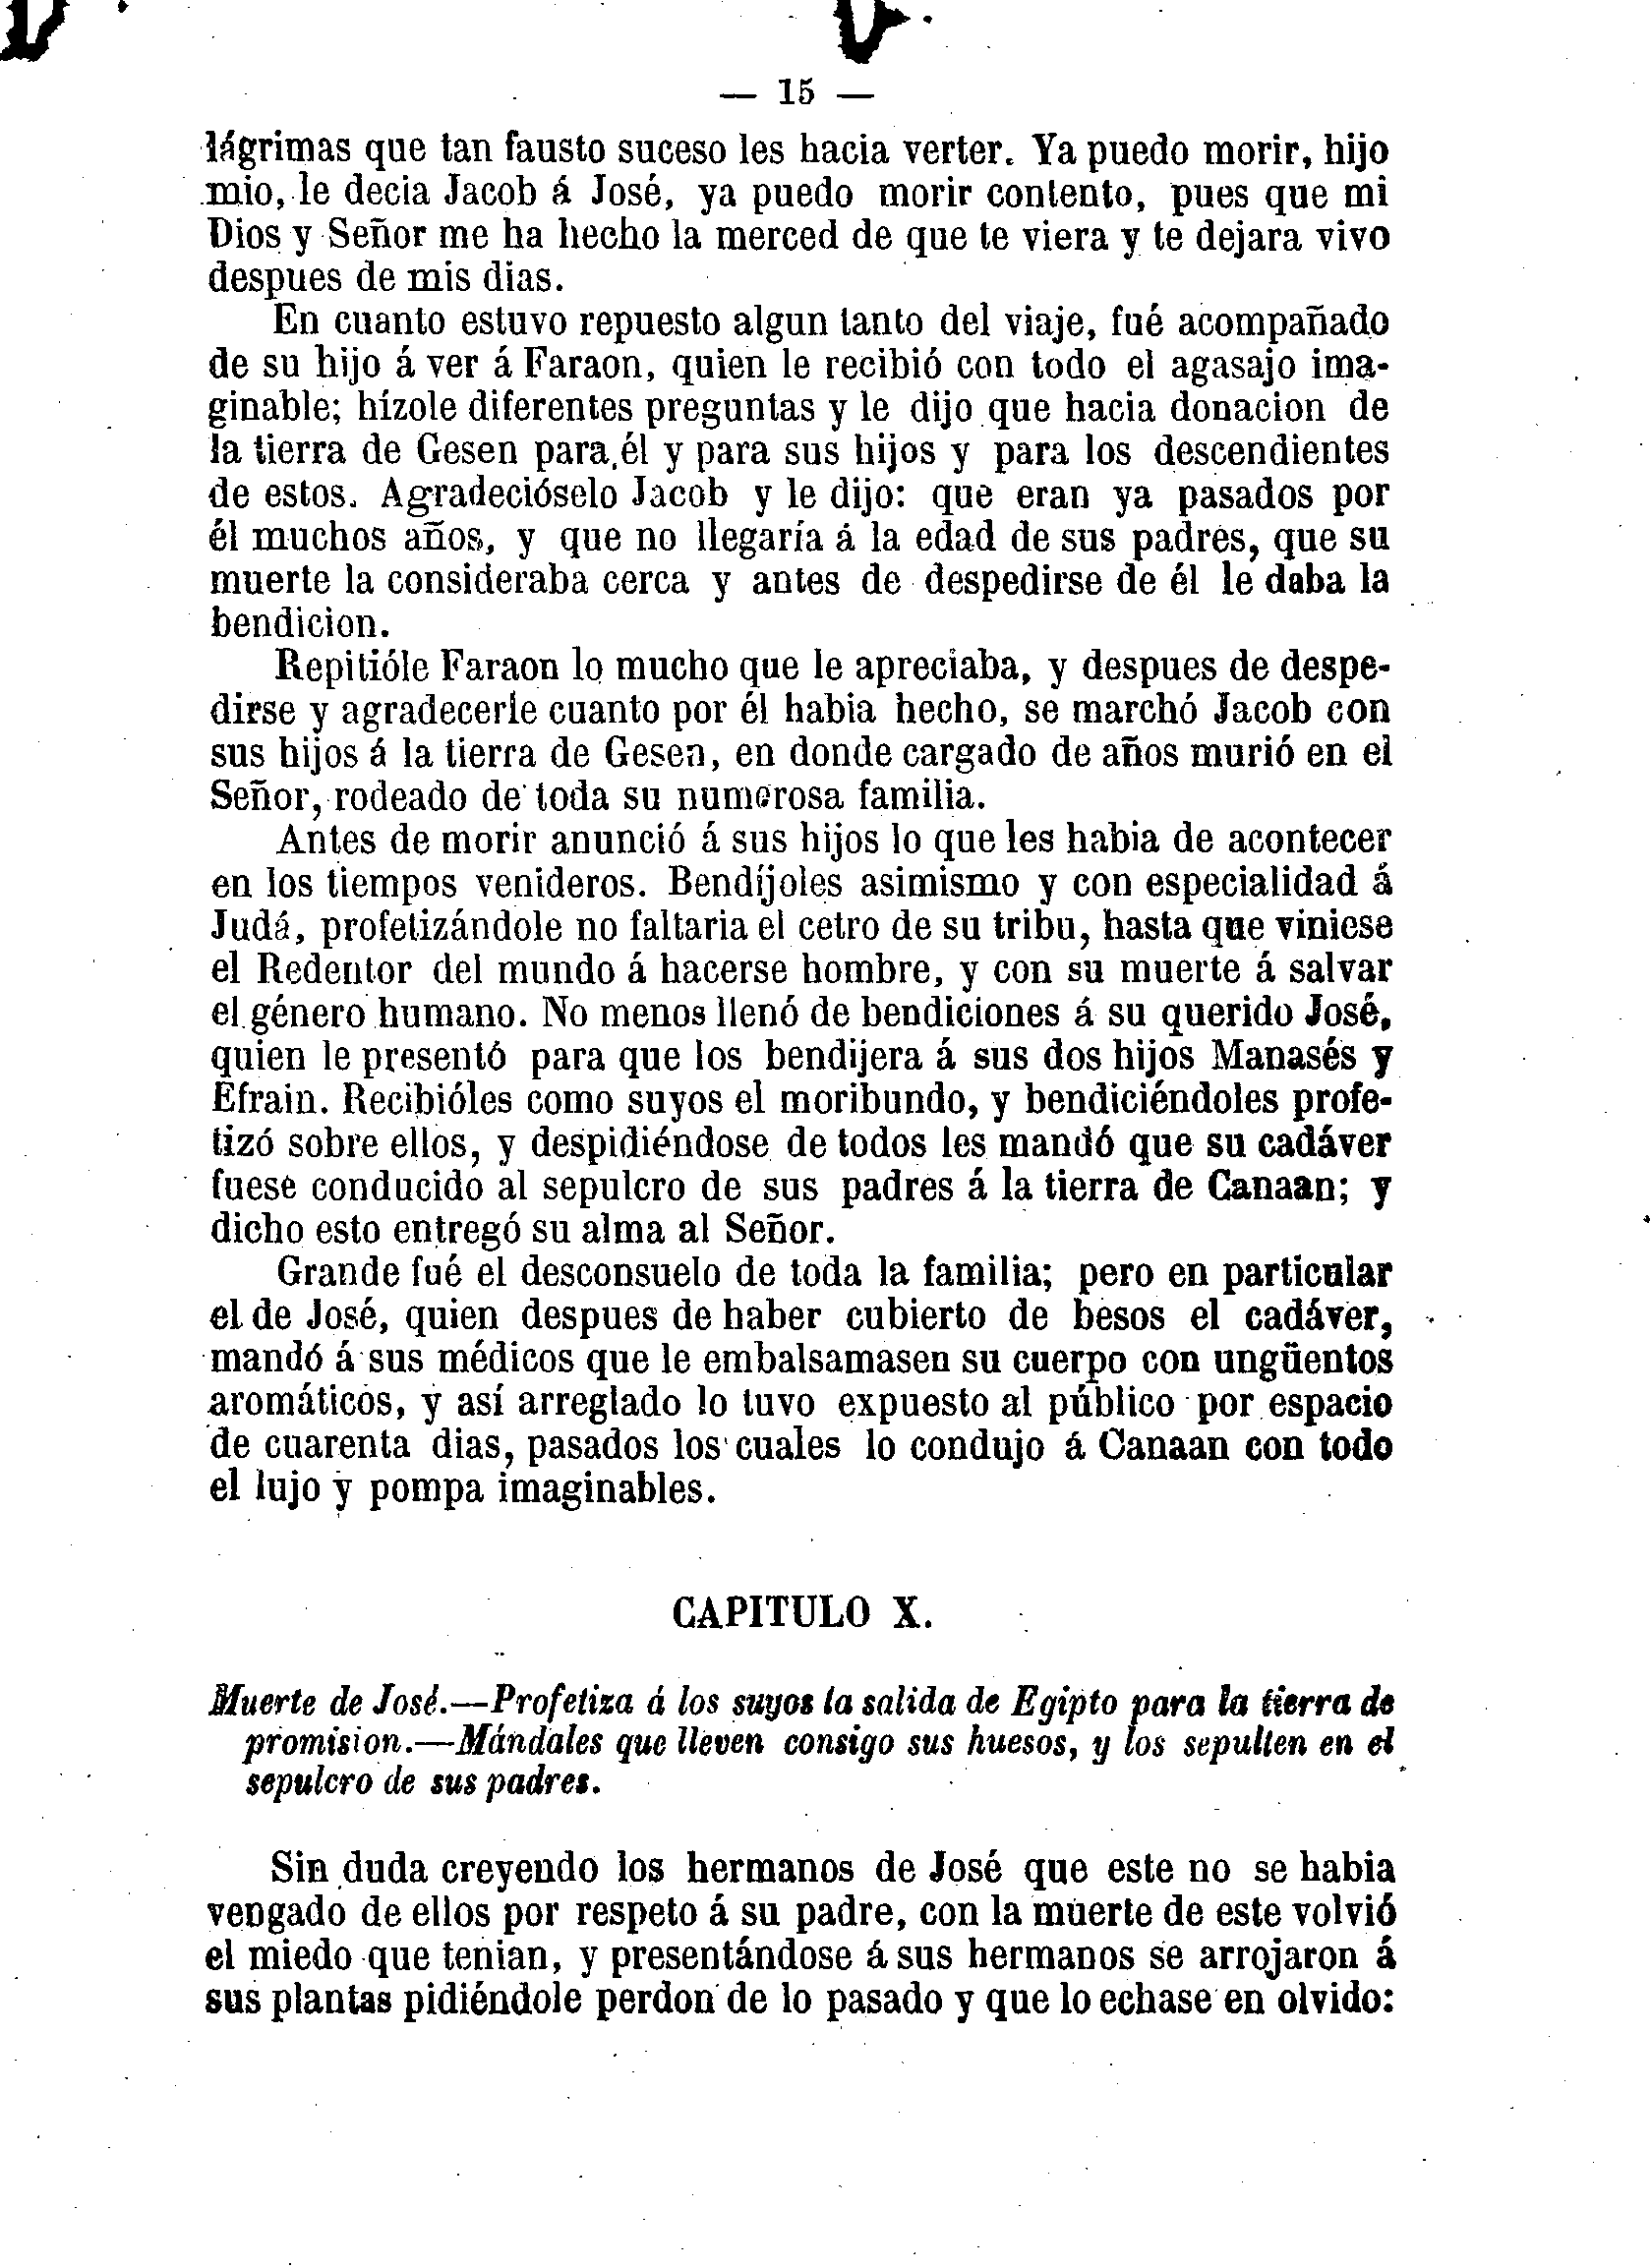 — 15 —
lágrimas que tan fausto suceso les hacia verter. Ya puedo morir, hijo
mio, le decia Jacob á José, ya puedo morir contento, pues que mi
Dios y Señor me ha hecho la merced de que te viera y te dejara vivo
despues de mis dias.
En cuanto estuvo repuesto algun tanto del viaje, fué acompañado
de su hijo á ver á Faraon, quien le recibió con todo el agasajo ima-
ginable; hízole diferentes preguntas y le dijo que hacia donacion de
la tierra de Gesen para él y para sus hijos y para los descendientes
de estos. Agradecióselo Jacob y le dijo: que eran ya pasados por
él muchos años, y que no llegaría á la edad de sus padres, que su
muerte la consideraba cerca y antes de despedirse de él le daba la
bendicion.
Repitióle Faraon lo mucho que le apreciaba, y despues de despe-
dirse y agradecerle cuanto por él habia hecho, se marchó Jacob con
sus hijos á la tierra de Gesen, en donde cargado de años murió en el
Señor, rodeado de toda su numerosa familia.
Antes de morir anunció á sus hijos lo que les habia de acontecer
en los tiempos venideros. Bendíjoles asimismo y con especialidad á
Judá, profetizándole no faltaria el cetro de su tribu, hasta que viniese
el Redentor del mundo á hacerse hombre, y con su muerte á salvar
el género humano. No menos llenó de bendiciones á su querido José,
quien le presentó para que los bendijera á sus dos hijos Manasés y
Efrain. Recibióles como suyos el moribundo, y bendiciéndoles profe-
tizó sobre ellos, y despidiéndose de todos les mandó que su cadáver
fuese conducido al sepulcro de sus padres á la tierra de Canaan; y
dicho esto entregó su alma al Señor.
Grande fué el desconsuelo de toda la familia; pero en particular
el de José, quien despues de haber cubierto de besos el cadáver,
mandó á sus médicos que le embalsamasen su cuerpo con ungüentos
aromáticos, y así arreglado lo tuvo expuesto al público por espacio
de cuarenta dias, pasados los cuales lo condujo á Canaan con todo
el lujo y pompa imaginables.
CAPITULO X.
Muerte de José.—Profetiza á los suyos la salida de Egipto para la tierra de
promision.—Mándales que lleven consigo sus huesos, y los sepulten en el
sepulcro de sus padres.
Sin duda creyendo los hermanos de José que este no se habia
vengado de ellos por respeto á su padre, con la muerte de este volvió
el miedo que tenian, y presentándose á sus hermanos se arrojaron á
sus plantas pidiéndole perdon de lo pasado y que lo echase en olvido: